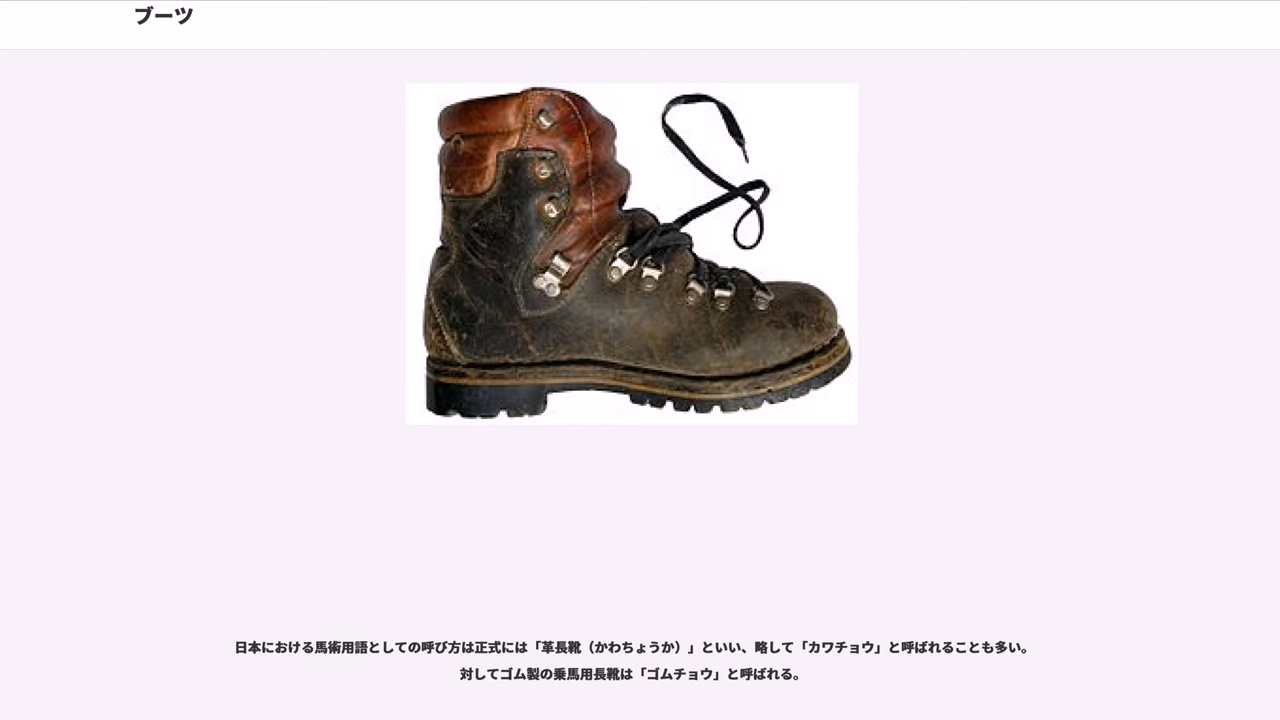 ブーツ
日本における馬術用語としての呼び方は正式には「革長靴（かわちょうか）」といい、略して「カワチョウ」と呼ばれることも多い。
対してゴム製の乗馬用長靴は「ゴムチョウ」と呼ばれる。